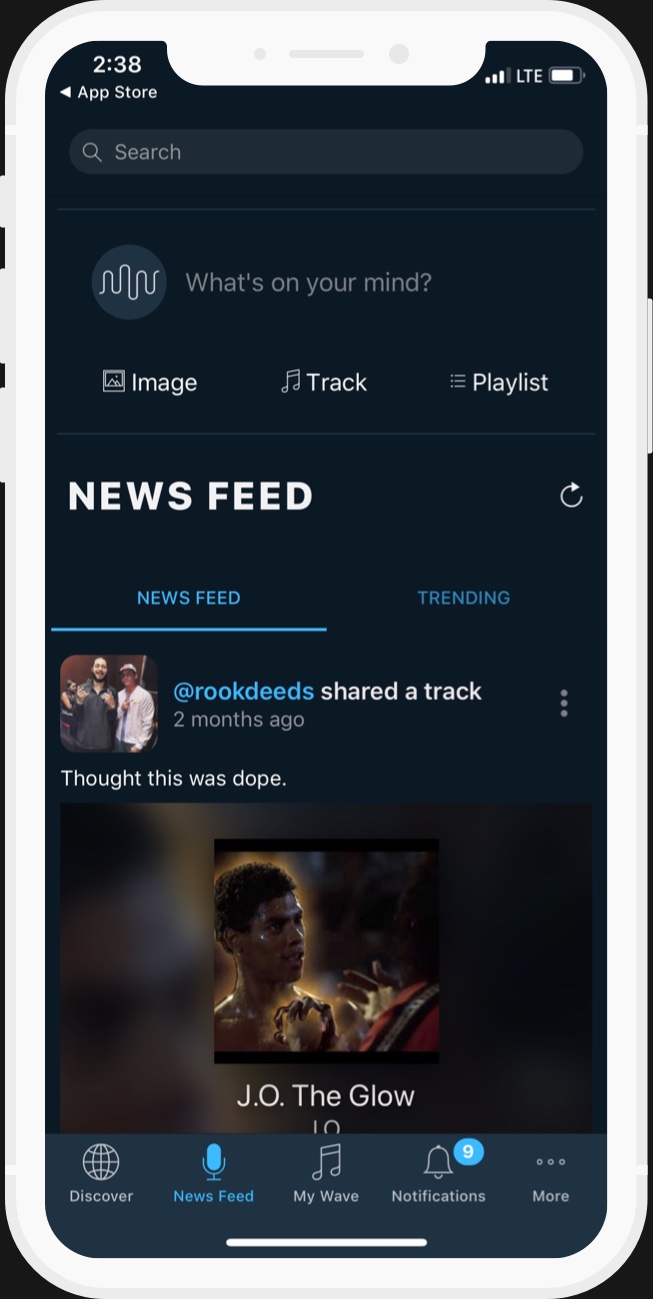 2:38
LTE
◀ App Store
Search
What's on your mind?
Image Track Playlist
NEWS FEED
NEWS FEED TRENDING
@rookdeeds shared a track
2 months ago
Thought this was dope.
J.O. The Glow
9
Discover News Feed My Wave Notifications More